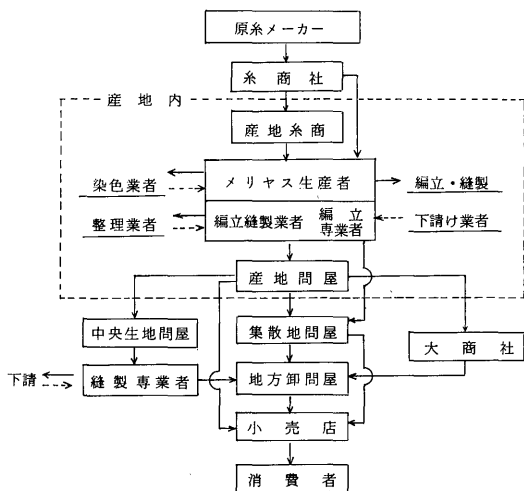 原糸メーカー
糸商社
産地内
産地糸商
メリヤス生産者
染色業者
編立・縫製
整理業者
編立縫製業者
編立
専業者
下請け業者
産地問屋
中央生地問屋
集散地問屋
大商社
下請
縫製専業者
地方卸問屋
小売店
消費者